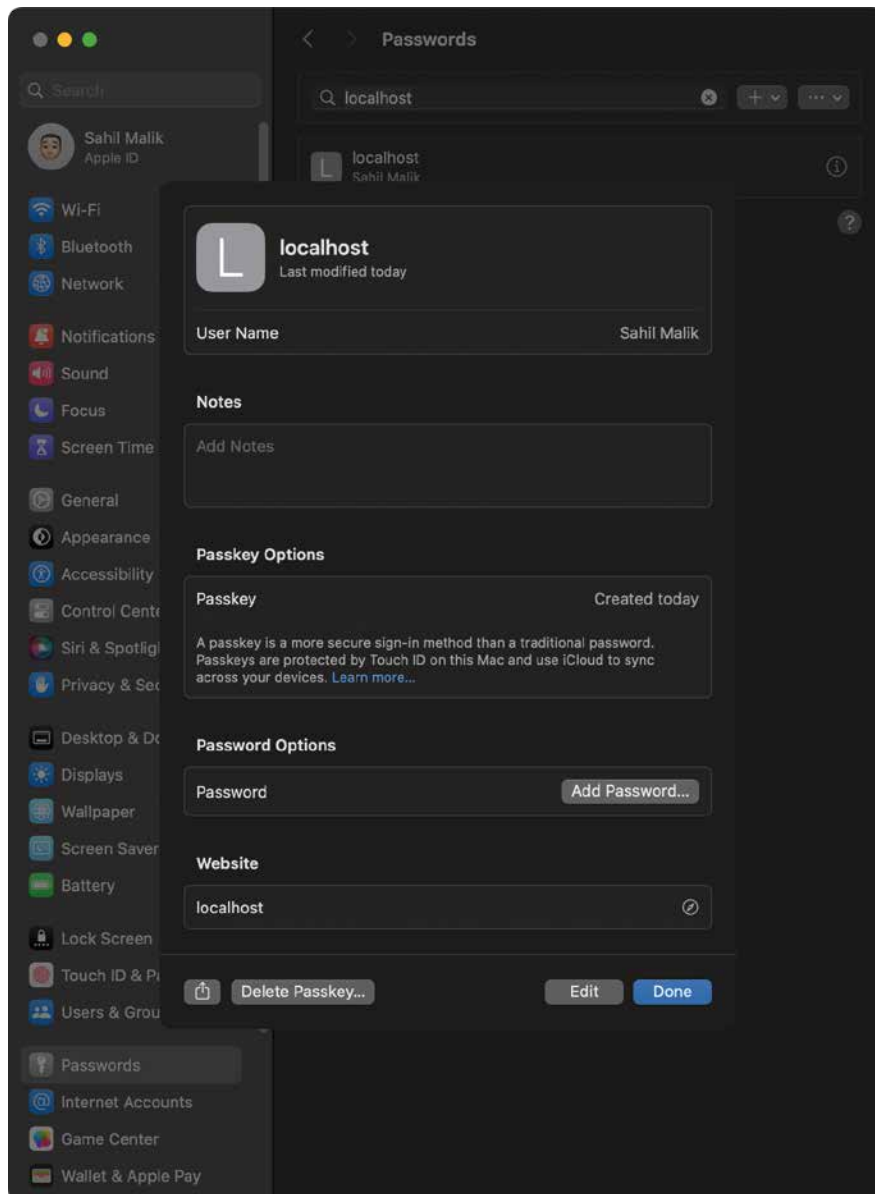 Passwords
Search
localhost
Sahil Malik
Apple ID
localhost
Sahil Malik
Wi-Fi
Bluetooth
Network
Notifications
Sound
Focus
Screen Time
General
Appearance
Accessibility
Control Cente
Siri & Spotlig
Privacy & Sec
Desktop & Do
Displays
Wallpaper
Screen Saver
Battery
Lock Screen
Touch ID & Pa
Users & Grou
Passwords
Internet Accounts
Game Center
Wallet & Apple Pay
L
localhost
Last modified today
User Name Sahil Malik
Notes
Add Notes
Passkey Options
Passkey Created today
A passkey is a more secure sign-in method than a traditional password.
Passkeys are protected by Touch ID on this Mac and use iCloud to sync
across your devices. Learn more...
Password Options
Password Add Password...
Website
localhost
Delete Passkey... Edit Done